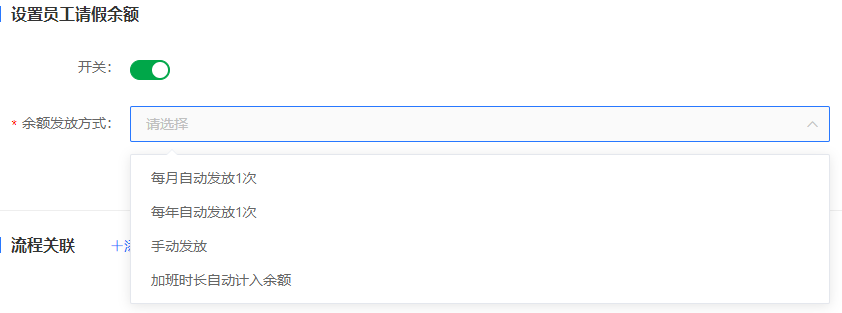 设置员工请假余额
开关：
* 余额发放方式：
请选择
每月自动发放1次
每年自动发放1次
手动发放
加班时长自动计入余额
流程关联